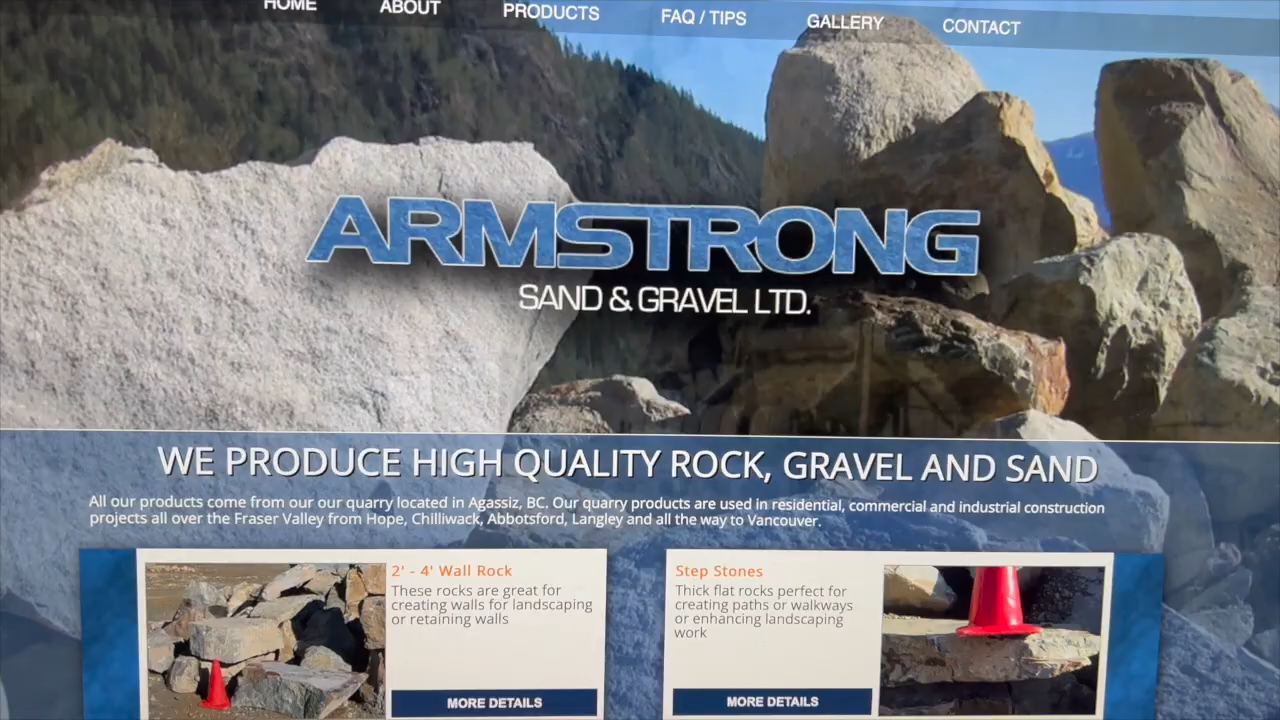 HOME ABOUT PRODUCTS FAQ / TIPS GALLERY CONTACT
ARMSTRONG
SAND & GRAVEL LTD.
WE PRODUCE HIGH QUALITY ROCK, GRAVEL AND SAND
All our products come from our our quarry located in Agassiz, BC. Our quarry products are used in residential, commercial and industrial construction
projects all over the Fraser Valley from Hope, Chilliwack, Abbotsford, Langley and all the way to Vancouver.
2' - 4' Wall Rock
These rocks are great for
creating walls for landscaping
or retaining walls
MORE DETAILS
Step Stones
Thick flat rocks perfect for
creating paths or walkways
or enhancing landscaping
work
MORE DETAILS